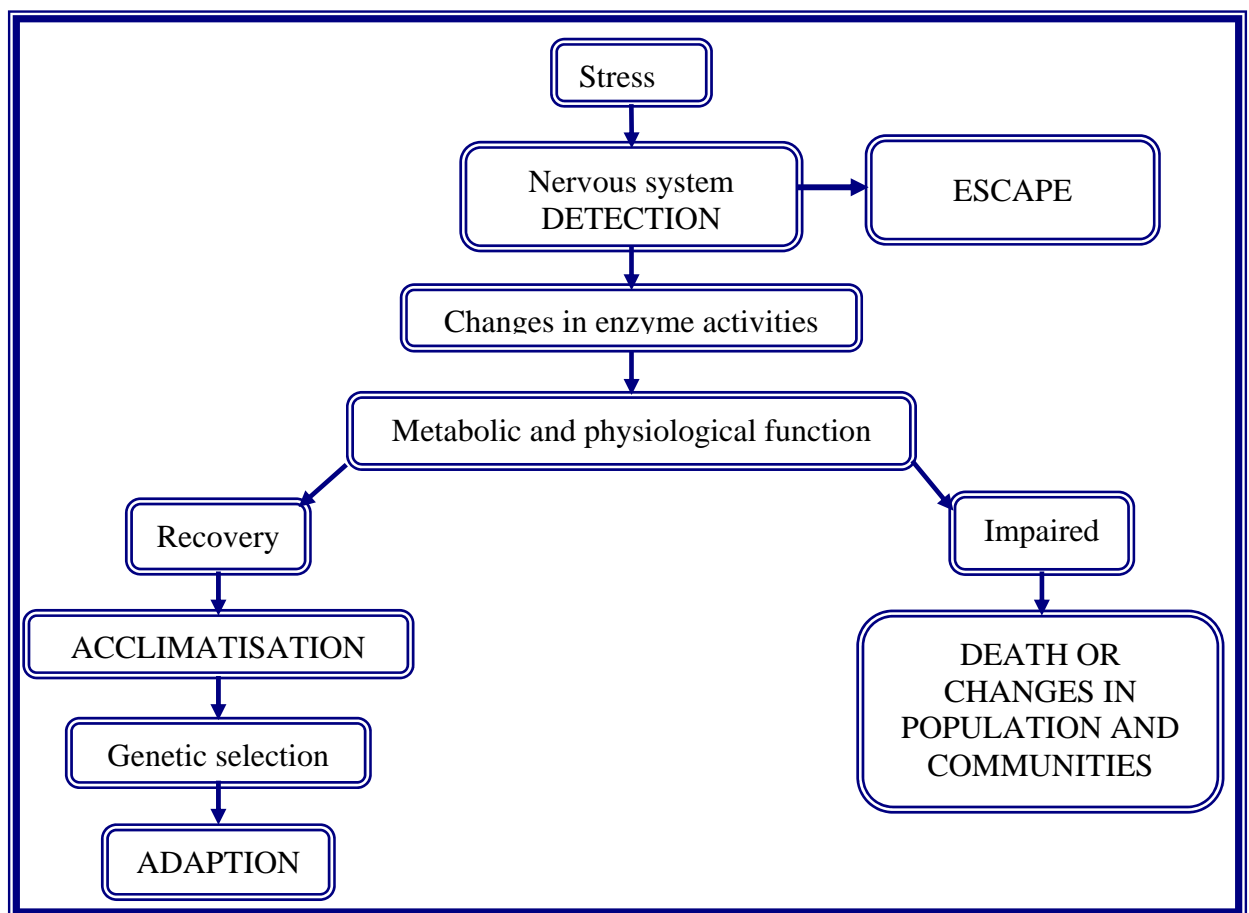 Stress
Nervous system
DETECTION
ESCAPE
Changes in enzyme activities
Metabolic and physiological function
Recovery
Impaired
ACCLIMATISATION
DEATH OR
CHANGES IN
POPULATION AND
COMMUNITIES
Genetic selection
ADAPTION